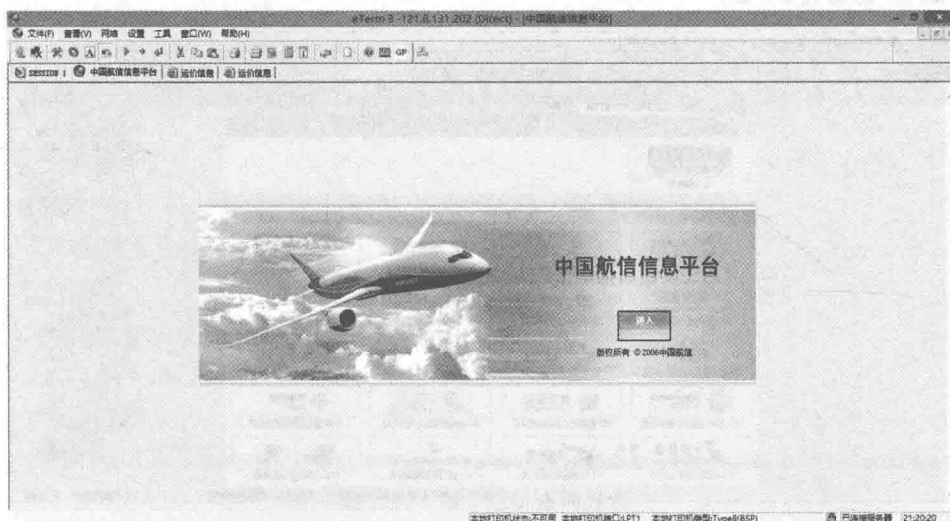 eTerm 3 -121.8.131.202 (Direct) - [中国航信信息平台]
文件(F) 查看(V) 网络 设置 工具 窗口(W) 帮助(H)
SESSION 1 中国航信信息平台 运价信息 运价信息
中国航信信息平台
进入
版权所有 ©2006中国航信
本地打印机状态:不可用 本地打印机端口:LPT1 本地打印机类型:Type8(BSP) 已连接服务器 21:20:20